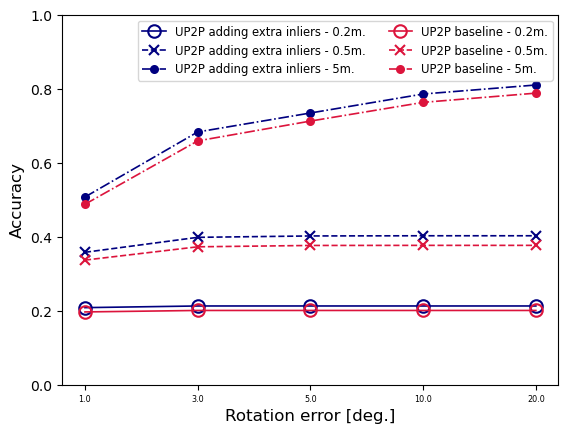 1.0
UP2P adding extra inliers - 0.2m.
UP2P adding extra inliers - 0.5m.
UP2P adding extra inliers - 5m.
UP2P baseline - 0.2m.
UP2P baseline - 0.5m.
UP2P baseline - 5m.
0.8
0.6
0.4
0.2
0.0
Accuracy
1.0
3.0
5.0
10.0
20.0
Rotation error [deg.]